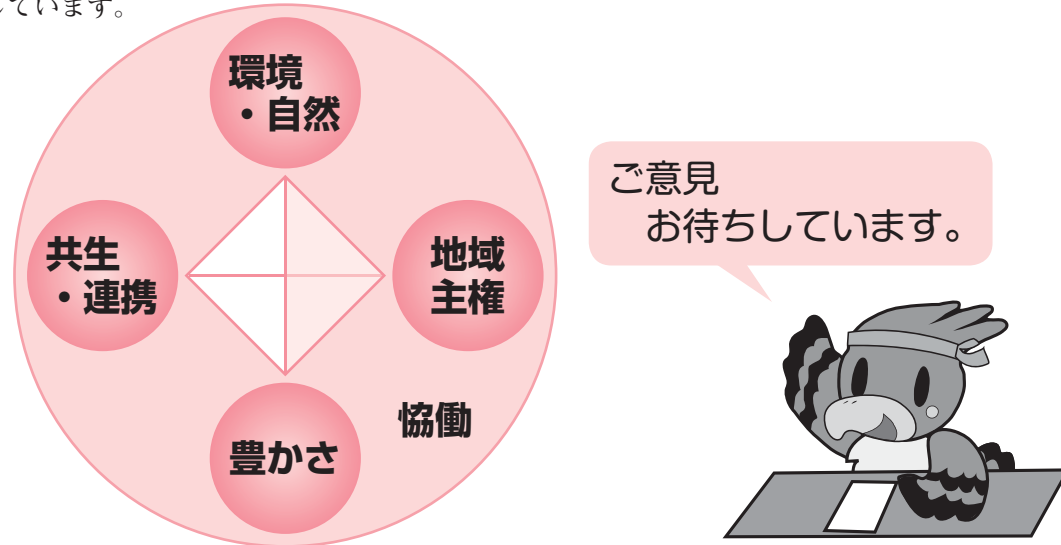 しています。
環境
・自然
共生
・連携
地域
主権
豊かさ
協働
ご意見
お待ちしています。